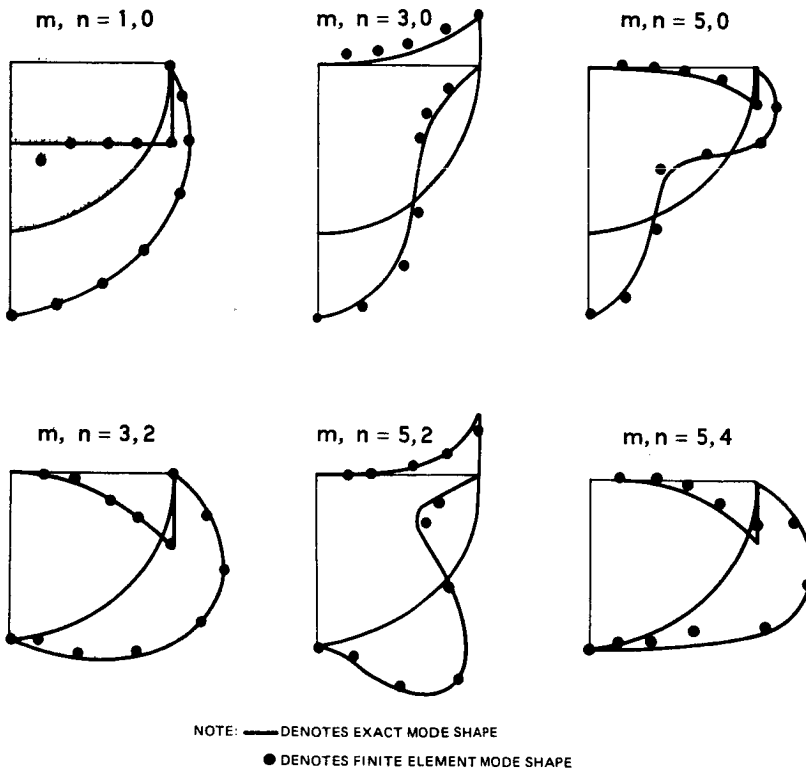 m, n = 1,0
m, n = 3,0
m, n = 5,0
m, n = 3,2
m, n = 5,2
m, n = 5,4
NOTE: DENOTES EXACT MODE SHAPE
DENOTES FINITE ELEMENT MODE SHAPE